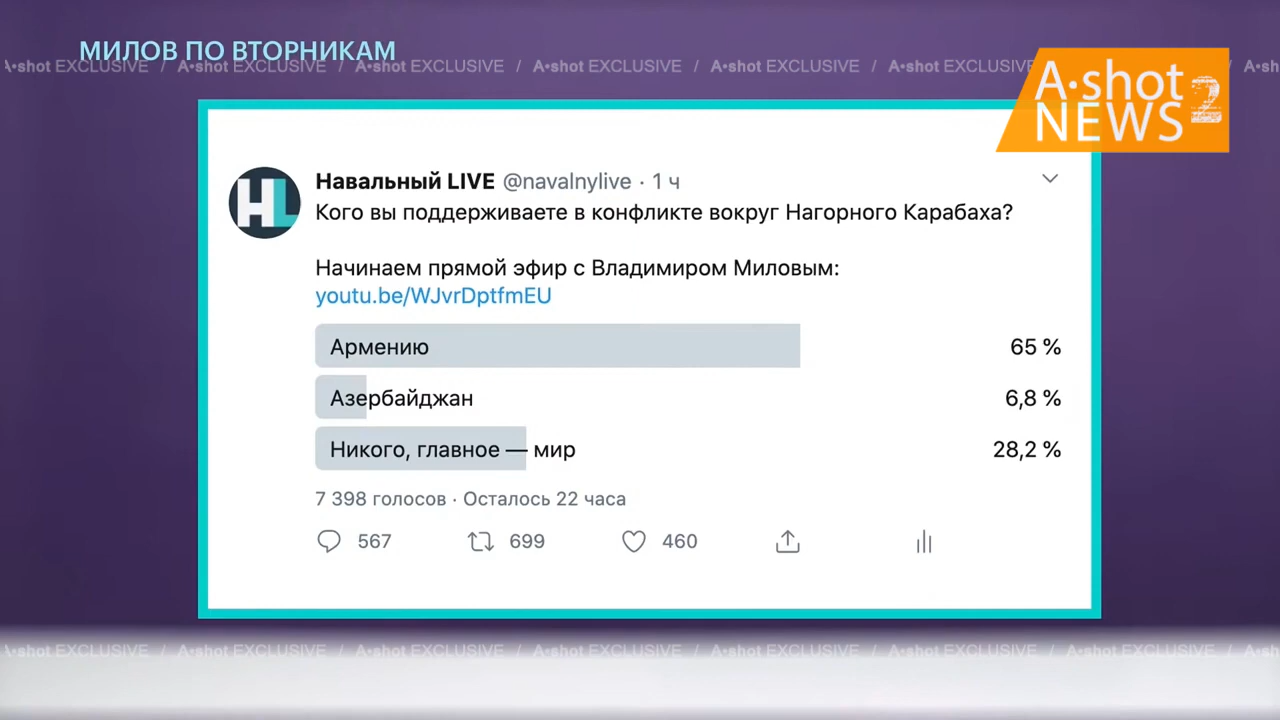 МИЛОВ ПО ВТОРНИКАМ
A•shot EXCLUSIVE / A•shot EXCLUSIVE / A•shot EXCLUSIVE / A•shot EXCLUSIVE / A•shot EXCLUSIVE / A•shot EXCLUSIVE / A•sh
A•shot
NEWS 2
Навальный LIVE @navalnylive · 1 ч
Кого вы поддерживаете в конфликте вокруг Нагорного Карабаха?
Начинаем прямой эфир с Владимиром Миловым:
youtu.be/WJvrDptfmEU
Армению 65 %
Азербайджан 6,8 %
Никого, главное — мир 28,2 %
7 398 голосов · Осталось 22 часа
567 699 460
A•shot EXCLUSIVE / A•shot EXCLUSIVE / A•shot EXCLUSIVE / A•shot EXCLUSIVE / A•shot EXCLUSIVE / A•shot EXCLUSIVE / A•shot EXCLUSIVE / A•sh